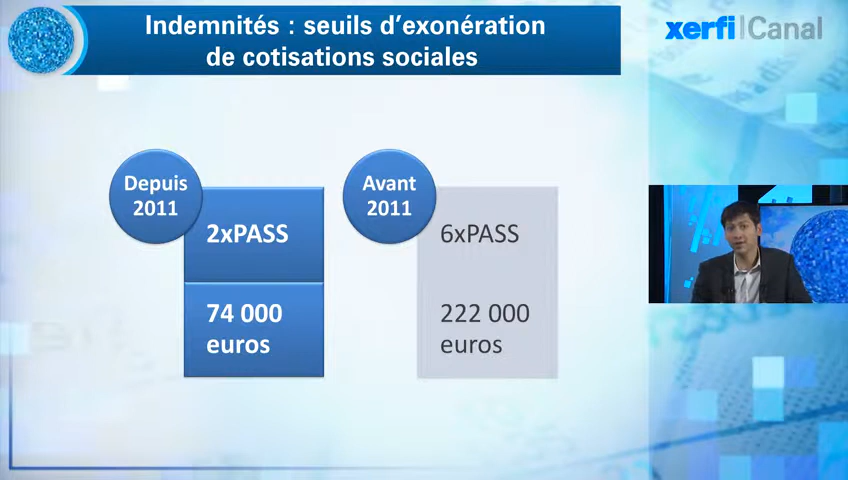 Indemnités : seuils d'exonération
de cotisations sociales
xerfi Canal
Depuis
2011
2xPASS
74 000
euros
Avant
2011
6xPASS
222 000
euros